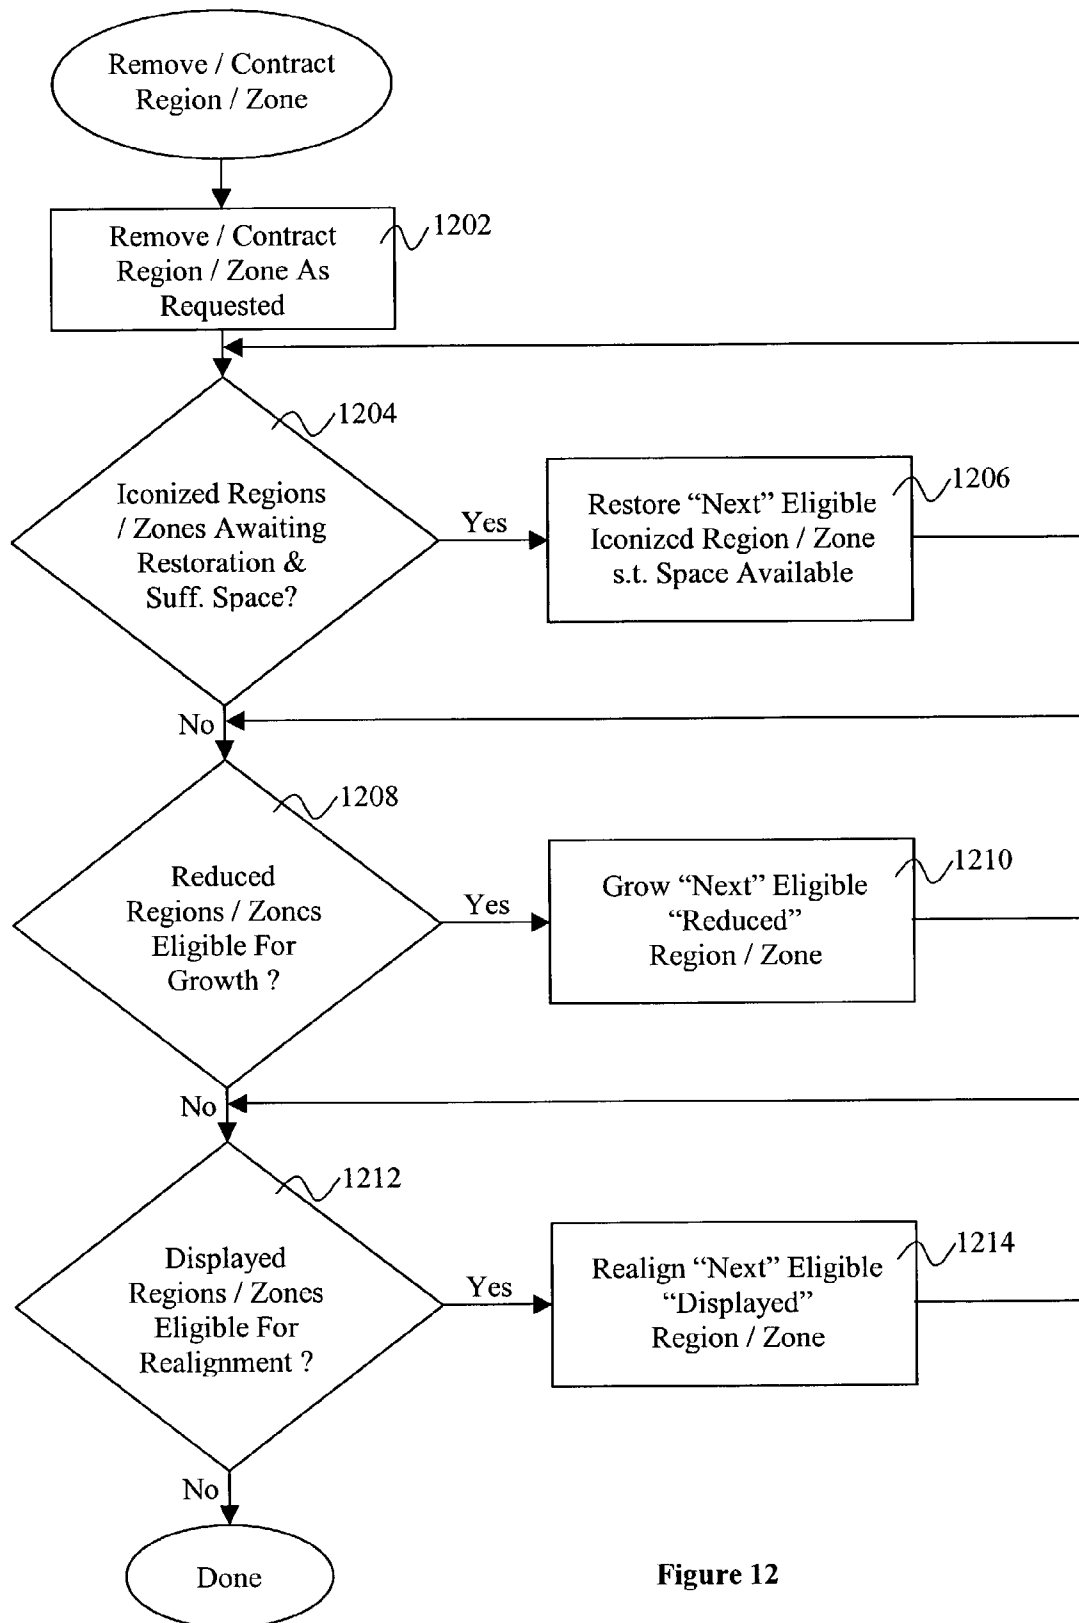 Remove / Contract
Region / Zone
Remove / Contract
Region / Zone As
Requested
1202
1204
Iconized Regions
/ Zones Awaiting
Restoration &
Suff. Space?
Yes
Restore “Next” Eligible
Iconized Region / Zone
s.t. Space Available
1206
No
1208
Reduced
Regions / Zones
Eligible For
Growth ?
Yes
Grow “Next” Eligible
“Reduced”
Region / Zone
1210
No
1212
Displayed
Regions / Zones
Eligible For
Realignment ?
Yes
Realign “Next” Eligible
“Displayed”
Region / Zone
1214
No
Done
Figure 12